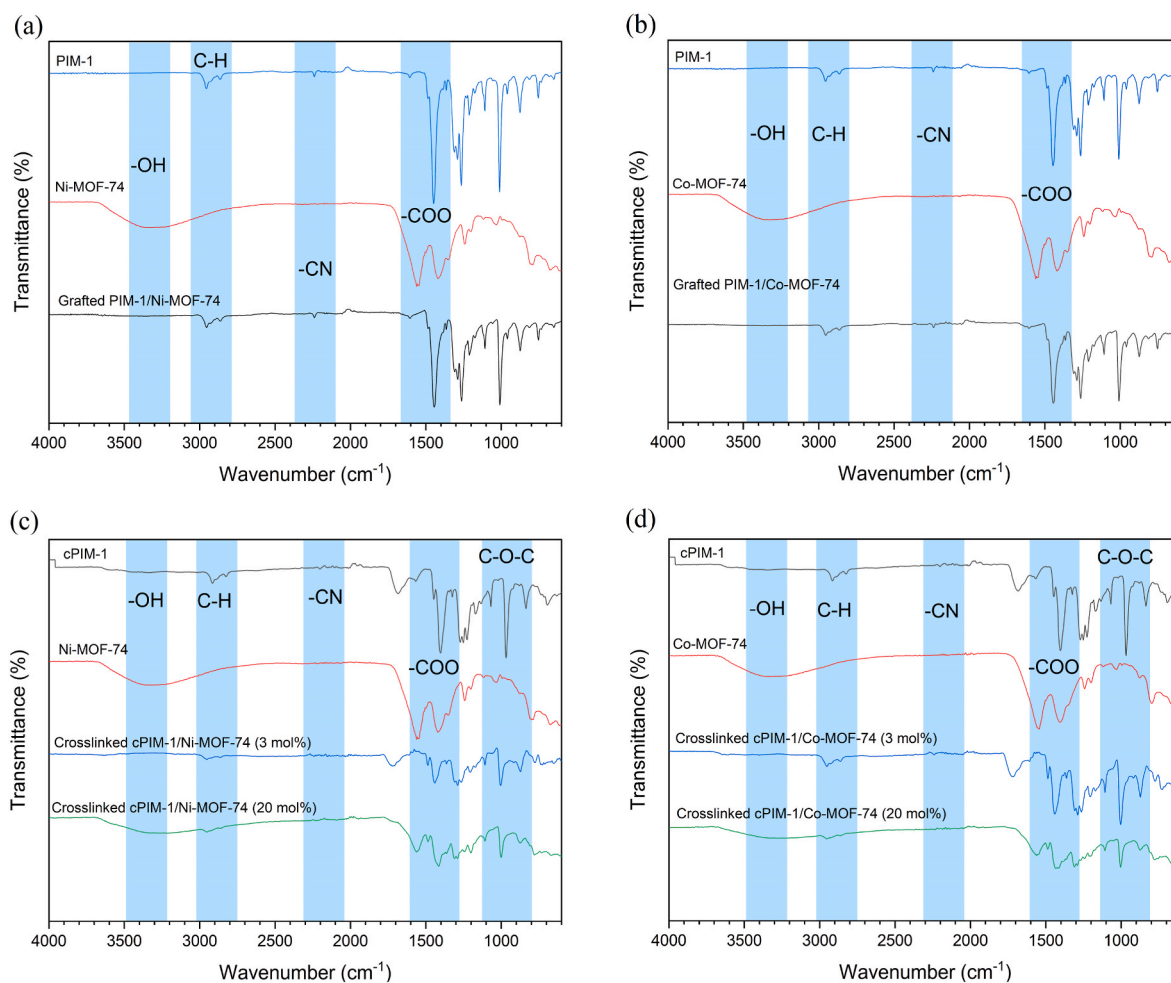 (a)
PIM-1
C-H
-OH
Ni-MOF-74
-COO
-CN
Grafted PIM-1/Ni-MOF-74
Transmittance (%)
4000 3500 3000 2500 2000 1500 1000
Wavenumber (cm⁻¹)
(b)
PIM-1
-OH C-H -CN
Co-MOF-74
-COO
Grafted PIM-1/Co-MOF-74
Transmittance (%)
4000 3500 3000 2500 2000 1500 1000
Wavenumber (cm⁻¹)
(c)
cPIM-1
C-O-C
-OH C-H -CN
Ni-MOF-74
-COO
Crosslinked cPIM-1/Ni-MOF-74 (3 mol%)
Crosslinked cPIM-1/Ni-MOF-74 (20 mol%)
Transmittance (%)
4000 3500 3000 2500 2000 1500 1000
Wavenumber (cm⁻¹)
(d)
cPIM-1
C-O-C
-OH C-H -CN
Co-MOF-74
-COO
Crosslinked cPIM-1/Co-MOF-74 (3 mol%)
Crosslinked cPIM-1/Co-MOF-74 (20 mol%)
Transmittance (%)
4000 3500 3000 2500 2000 1500 1000
Wavenumber (cm⁻¹)